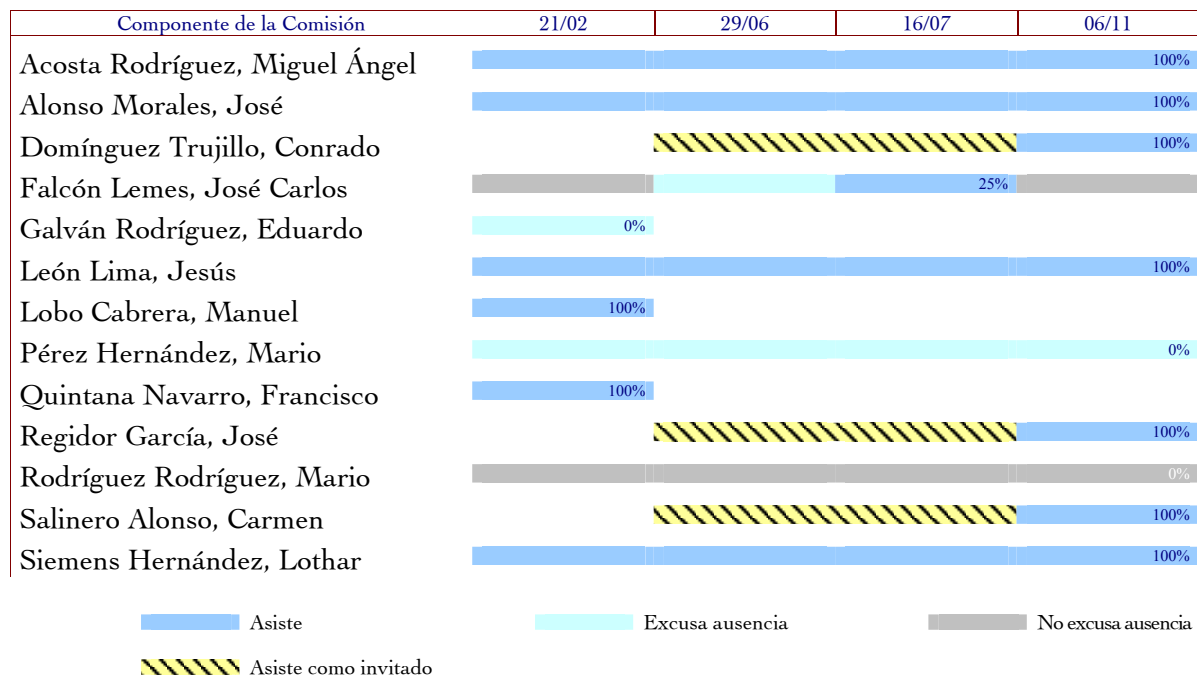 Componente de la Comisión 21/02 29/06 16/07 06/11
Acosta Rodríguez, Miguel Ángel 100%
Alonso Morales, José 100%
Domínguez Trujillo, Conrado 100%
Falcón Lemes, José Carlos 25%
Galván Rodríguez, Eduardo 0%
León Lima, Jesús 100%
Lobo Cabrera, Manuel 100%
Pérez Hernández, Mario 0%
Quintana Navarro, Francisco 100%
Regidor García, José 100%
Rodríguez Rodríguez, Mario 0%
Salinero Alonso, Carmen 100%
Siemens Hernández, Lothar 100%
Asiste Excusa ausencia No excusa ausencia
Asiste como invitado